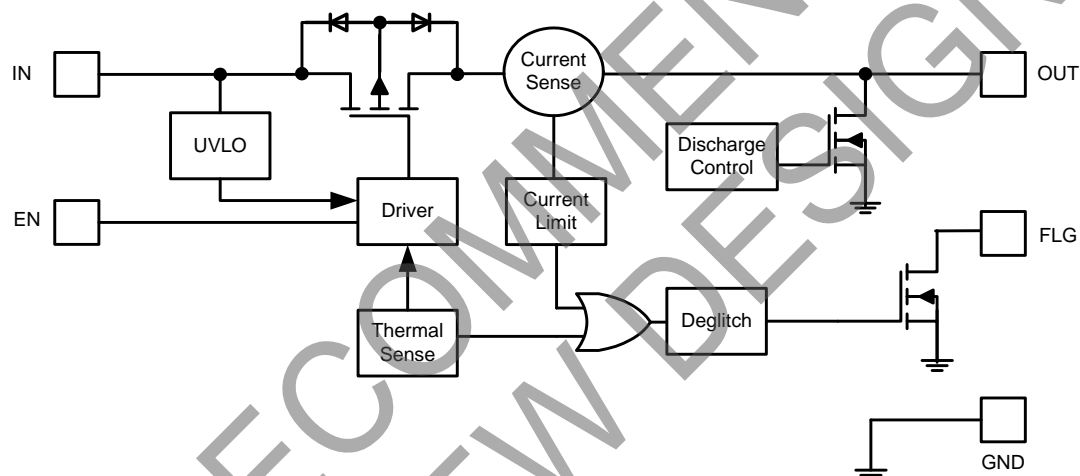 IN
Current
Sense
OUT
UVLO
Discharge
Control
EN
Driver
Current
Limit
FLG
Thermal
Sense
Deglitch
GND